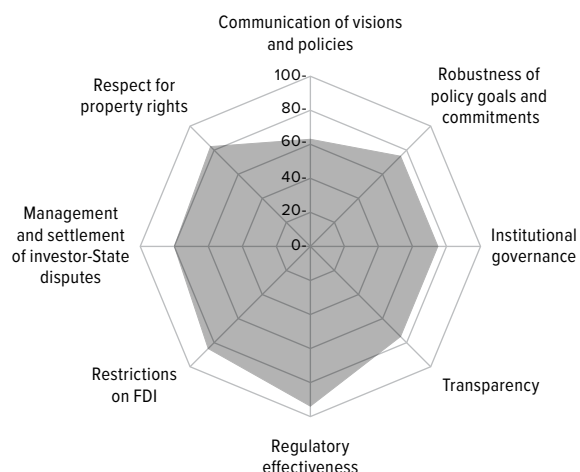 Communication of visions
and policies
Robustness of
policy goals and
commitments
Institutional
governance
Transparency
Regulatory
effectiveness
Restrictions
on FDI
Management
and settlement
of investor-State
disputes
Respect for
property rights
100-
80-
60-
40-
20-
0-